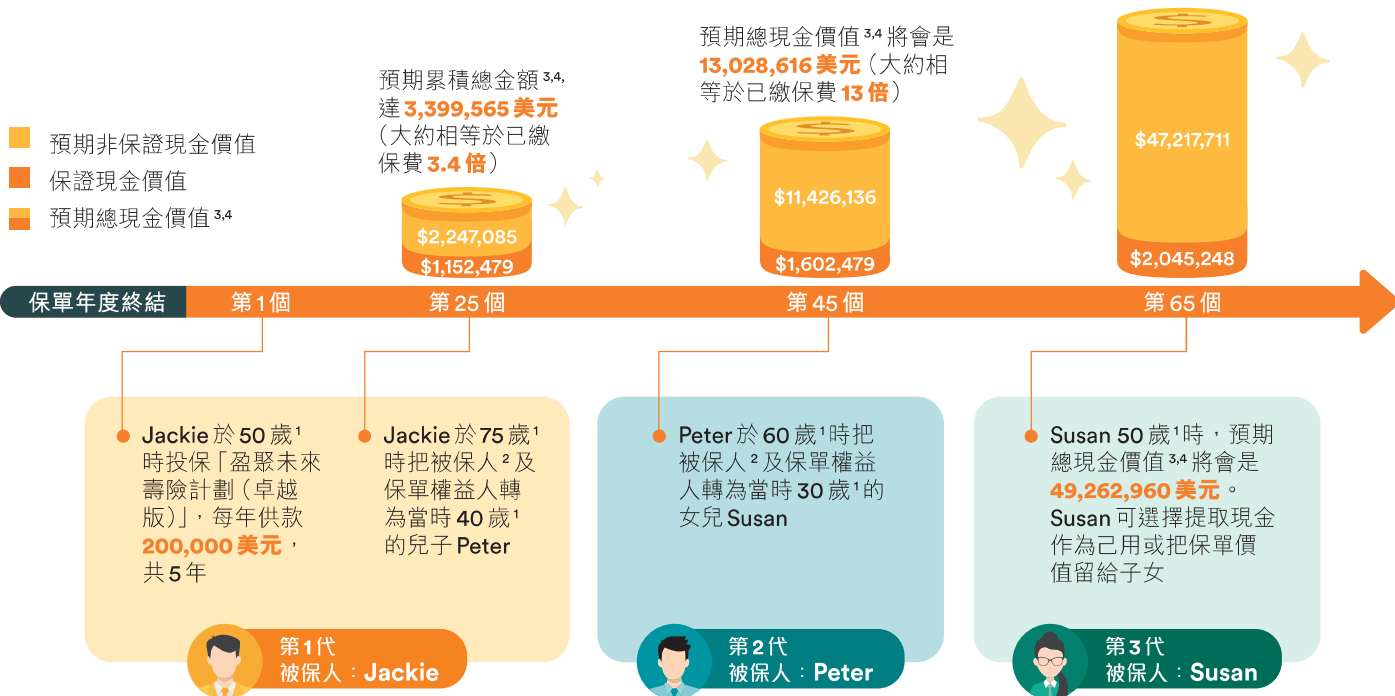 預期非保證現金價值
保證現金價值
預期總現金價值 3,4
預期累積總金額 3,4,
達 3,399,565 美元
（大約相等於已繳
保費 3.4 倍）
$2,247,085
$1,152,479
預期總現金價值 3,4 將會是
13,028,616 美元（大約相
等於已繳保費 13 倍）
$11,426,136
$1,602,479
$47,217,711
$2,045,248
保單年度終結
第 1 個
第 25 個
第 45 個
第 65 個
Jackie 於 50 歲 1
時投保「盈聚未來
壽險計劃（卓越
版）」，每年供款
200,000 美元，
共 5 年
Jackie 於 75 歲 1
時把被保人 2 及
保單權益人轉
為當時 40 歲 1
的兒子 Peter
第 1 代
被保人：Jackie
Peter 於 60 歲 1 時把
被保人 2 及保單權益
人轉為當時 30 歲 1 的
女兒 Susan
第 2 代
被保人：Peter
Susan 50 歲 1 時，預期
總現金價值 3,4 將會是
49,262,960 美元。
Susan 可選擇提取現金
作為己用或把保單價
值留給子女
第 3 代
被保人：Susan